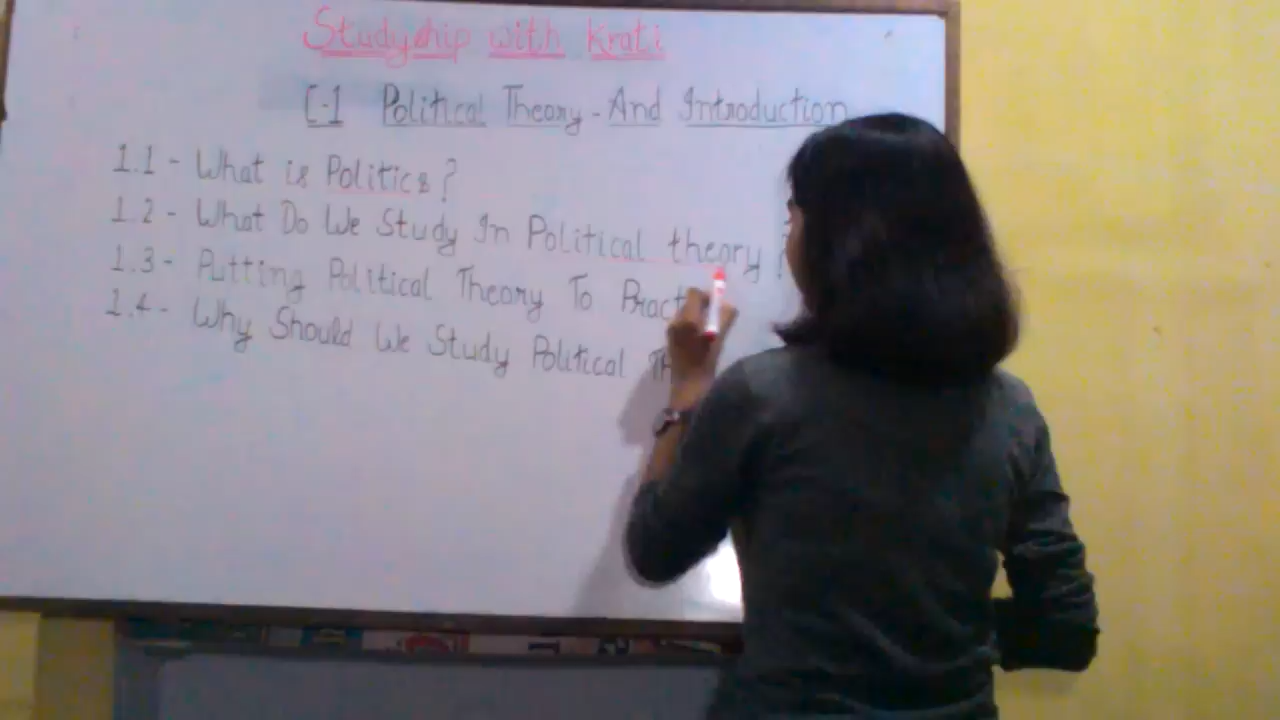 Studyship with Krati
C-1 Political Theory - And Introduction
1.1 - What is Politics?
1.2 - What Do We Study In Political theory ?
1.3 - Putting Political Theory To
1.4 - Why Should We Study Political